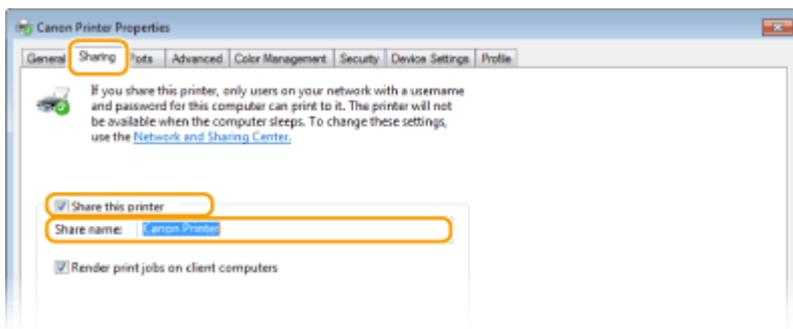 Canon Printer Properties
General Sharing Ports Advanced Color Management Security Device Settings Profile
If you share this printer, only users on your network with a username
and password for this computer can print to it. The printer will not
be available when the computer sleeps. To change these settings,
use the Network and Sharing Center.
Share this printer
Share name: Canon Printer
Render print jobs on client computers